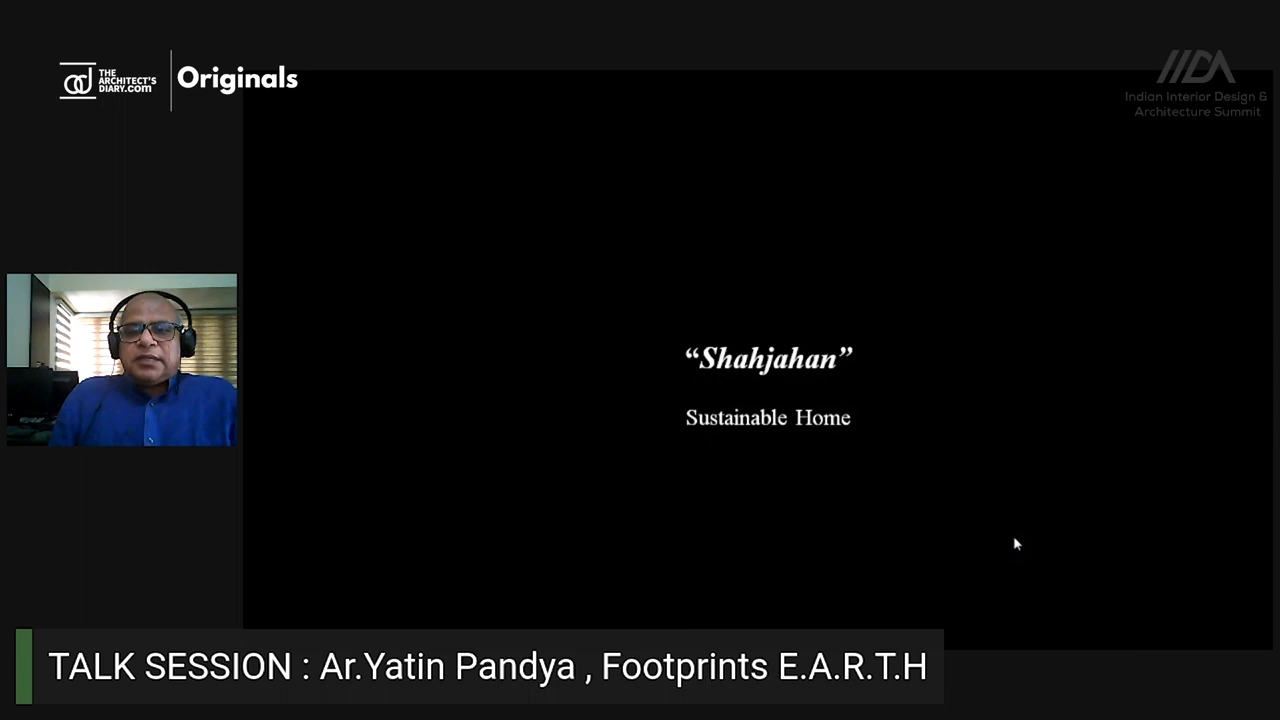 THE
ARCHITECT'S
DIARY.com
Originals
IIDA
Indian Interior Design &
Architecture Summit
“Shahjahan”
Sustainable Home
TALK SESSION : Ar.Yatin Pandya , Footprints E.A.R.T.H